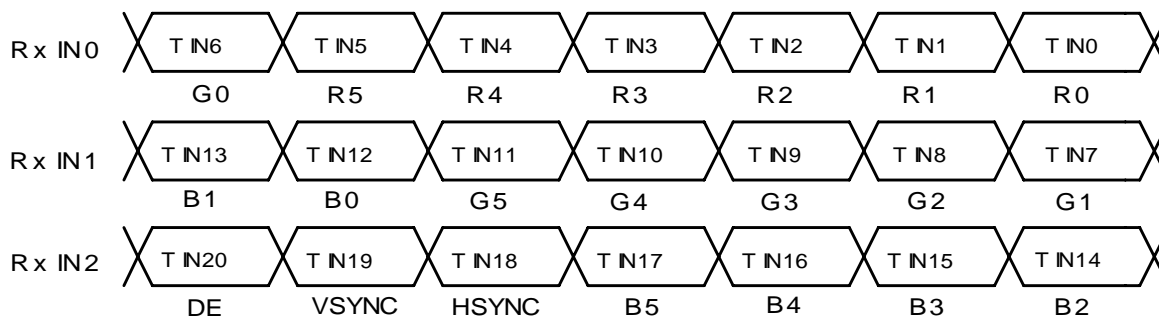 Rx IN0 TIN6 TIN5 TIN4 TIN3 TIN2 TIN1 TIN0
G0 R5 R4 R3 R2 R1 R0
Rx IN1 TIN13 TIN12 TIN11 TIN10 TIN9 TIN8 TIN7
B1 B0 G5 G4 G3 G2 G1
Rx IN2 TIN20 TIN19 TIN18 TIN17 TIN16 TIN15 TIN14
DE VSYNC HSYNC B5 B4 B3 B2